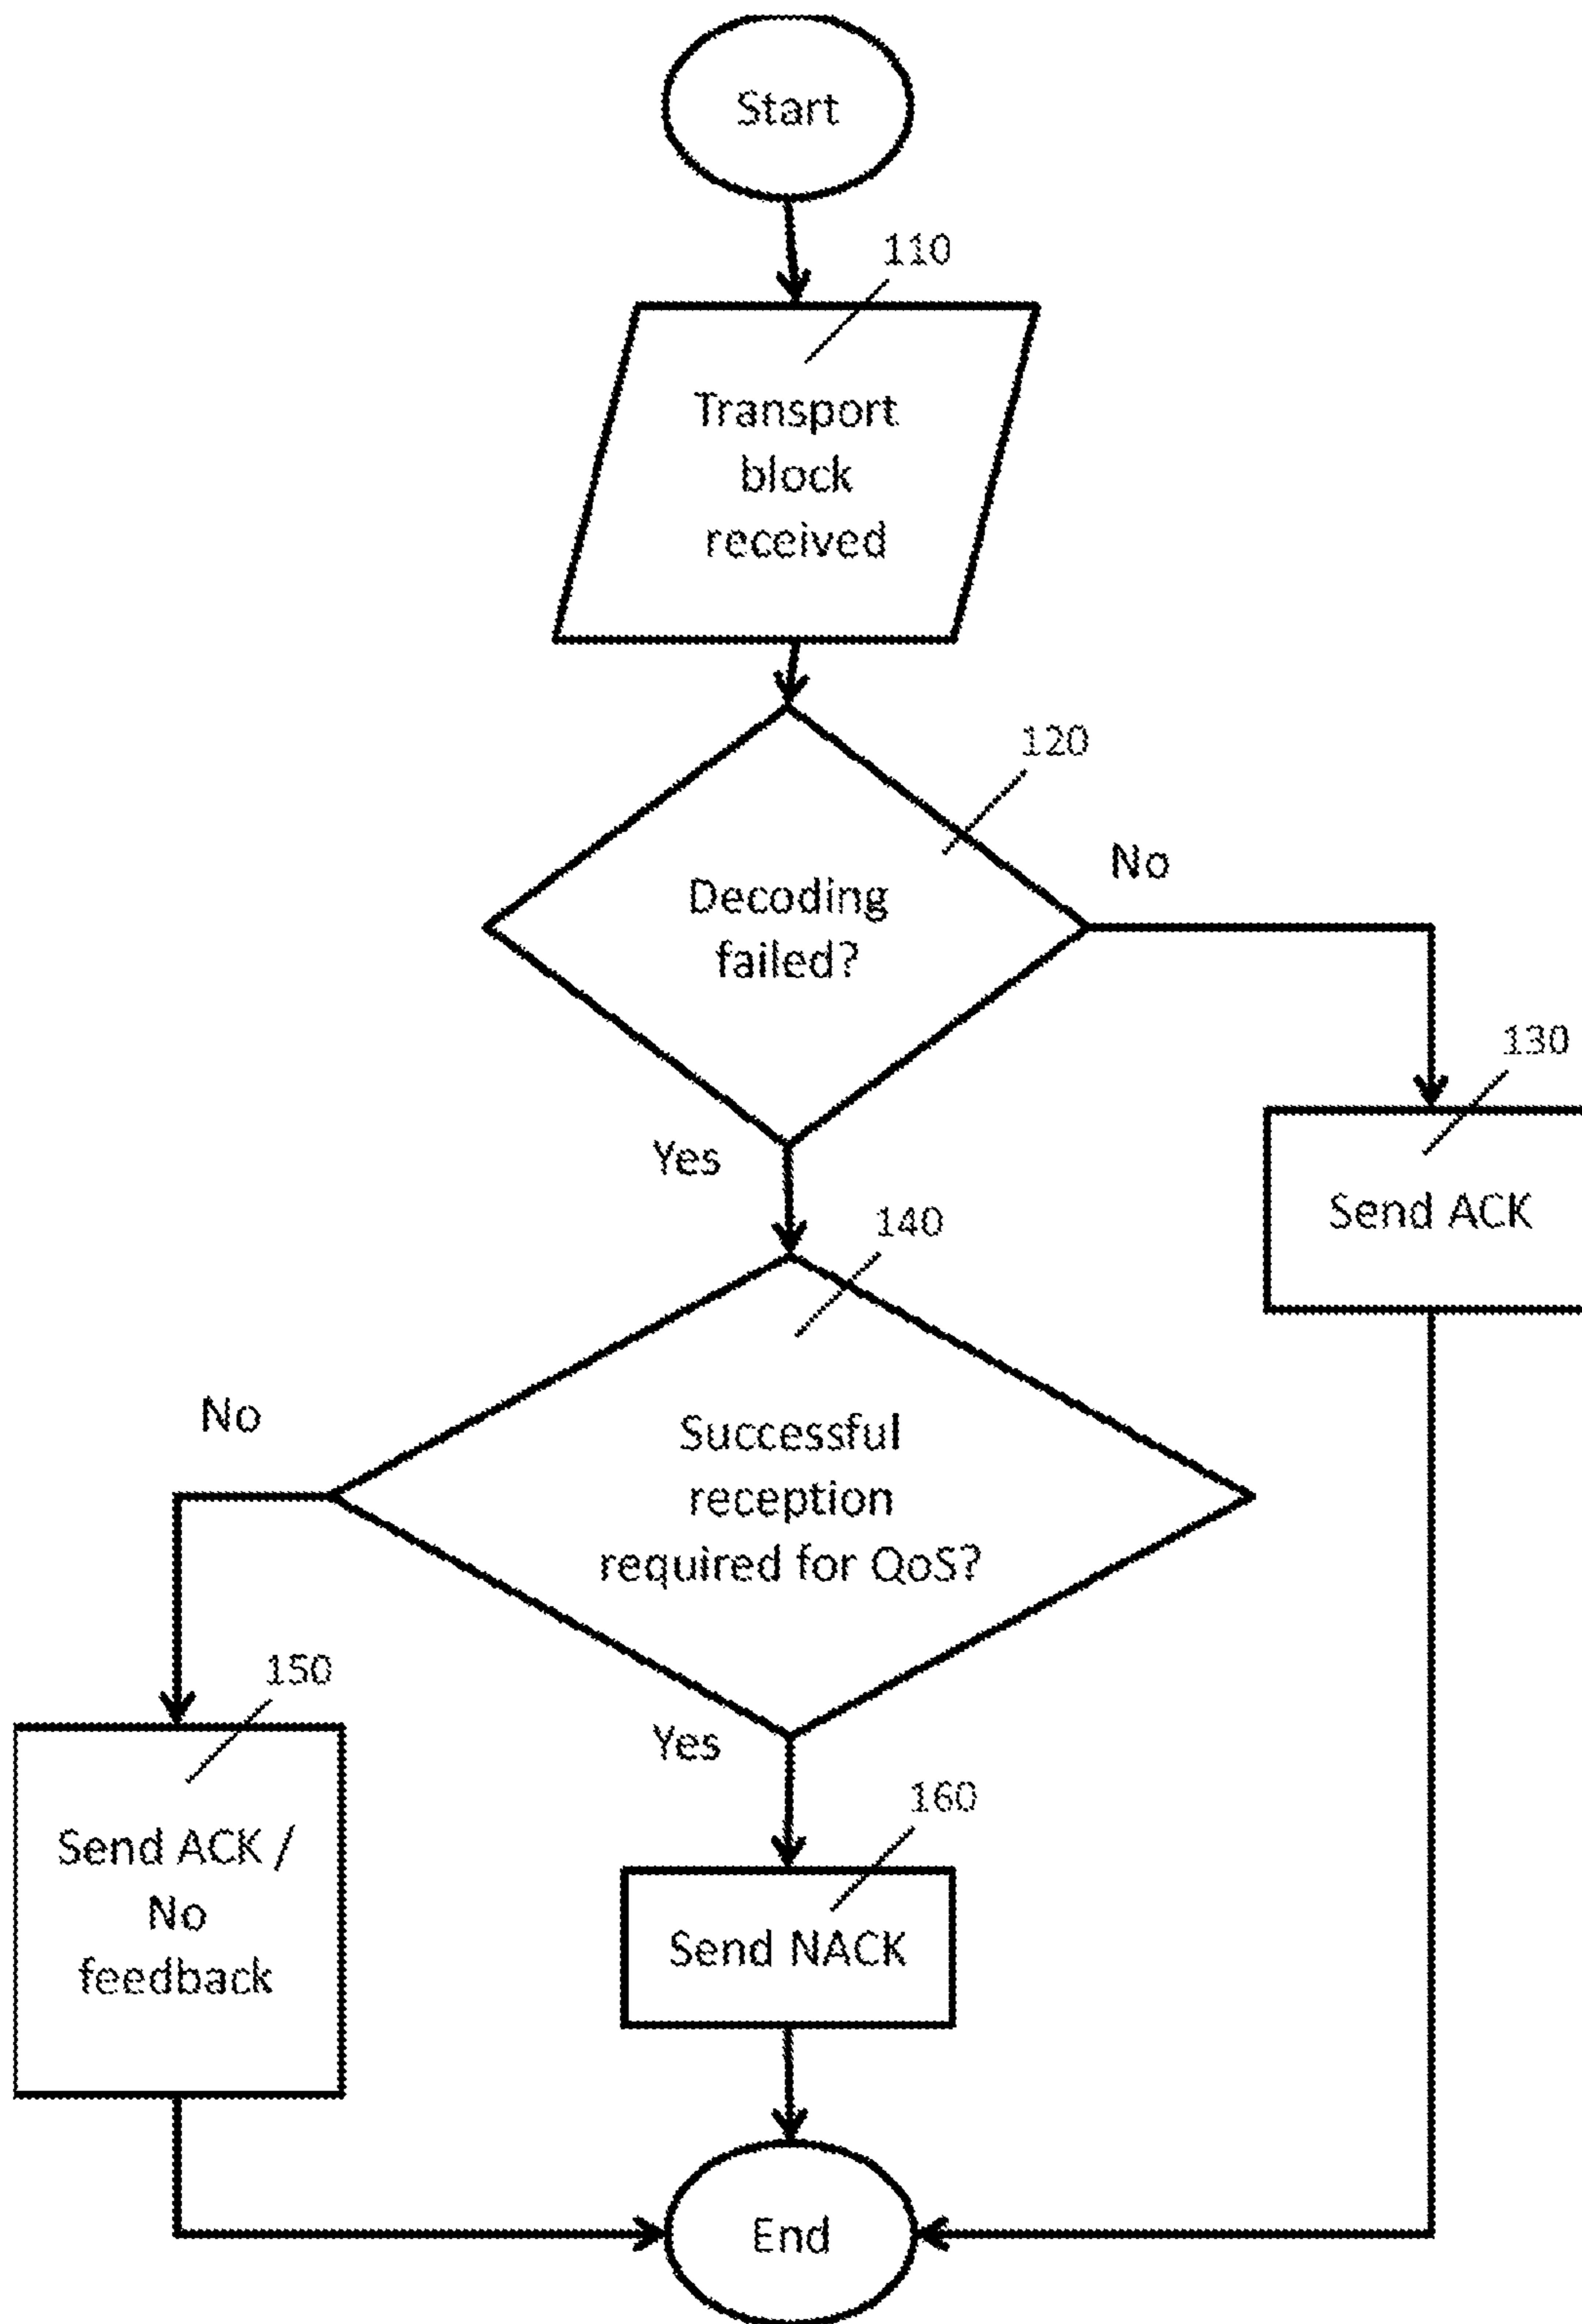 Start
110
Transport
block
received
120
No
Decoding
failed?
130
Yes
Send ACK
140
No
Successful
reception
required for QoS?
150
Yes
160
Send ACK /
No
feedback
Send NACK
End